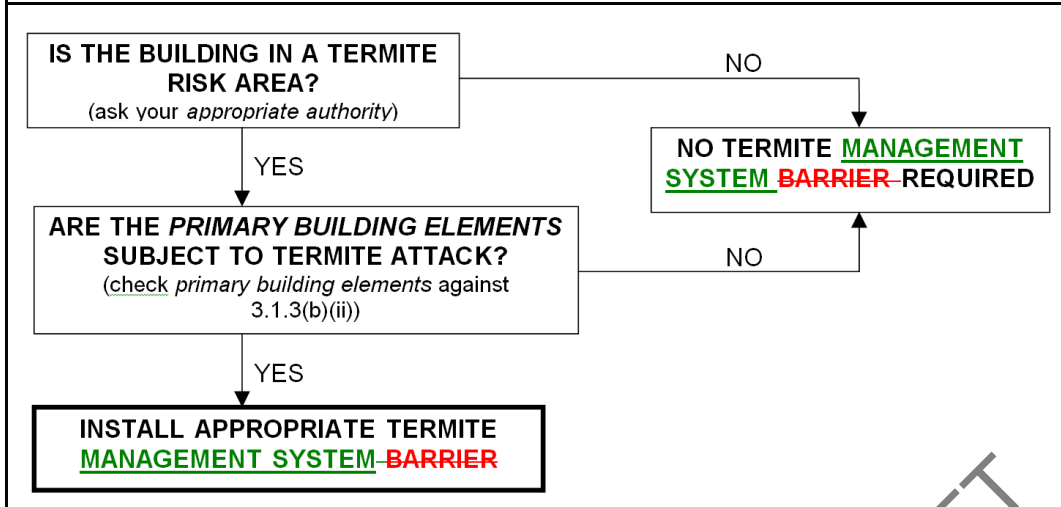 IS THE BUILDING IN A TERMITE
RISK AREA?
(ask your appropriate authority)
NO
NO TERMITE MANAGEMENT
SYSTEM BARRIER REQUIRED
YES
ARE THE PRIMARY BUILDING ELEMENTS
SUBJECT TO TERMITE ATTACK?
(check primary building elements against
3.1.3(b)(ii))
NO
YES
INSTALL APPROPRIATE TERMITE
MANAGEMENT SYSTEM BARRIER